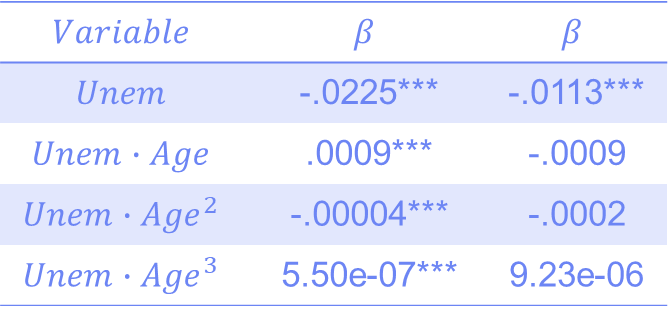 Variable β β
Unem -.0225*** -.0113***
Unem · Age .0009*** -.0009
Unem · Age² -.00004*** -.0002
Unem · Age³ 5.50e-07*** 9.23e-06